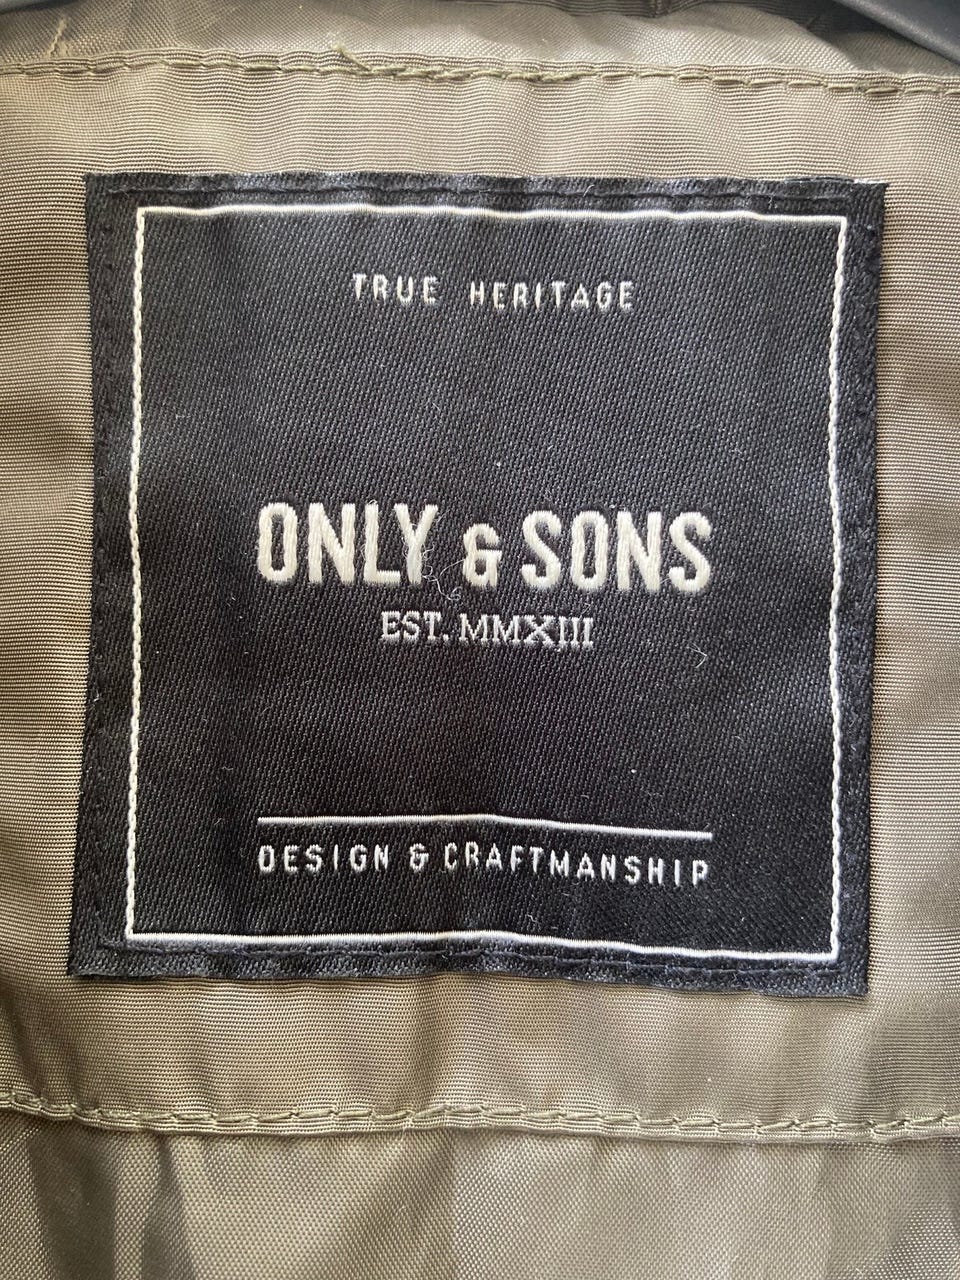 TRUE HERITAGE
ONLY & SONS
EST. MMXIII
DESIGN & CRAFTMANSHIP